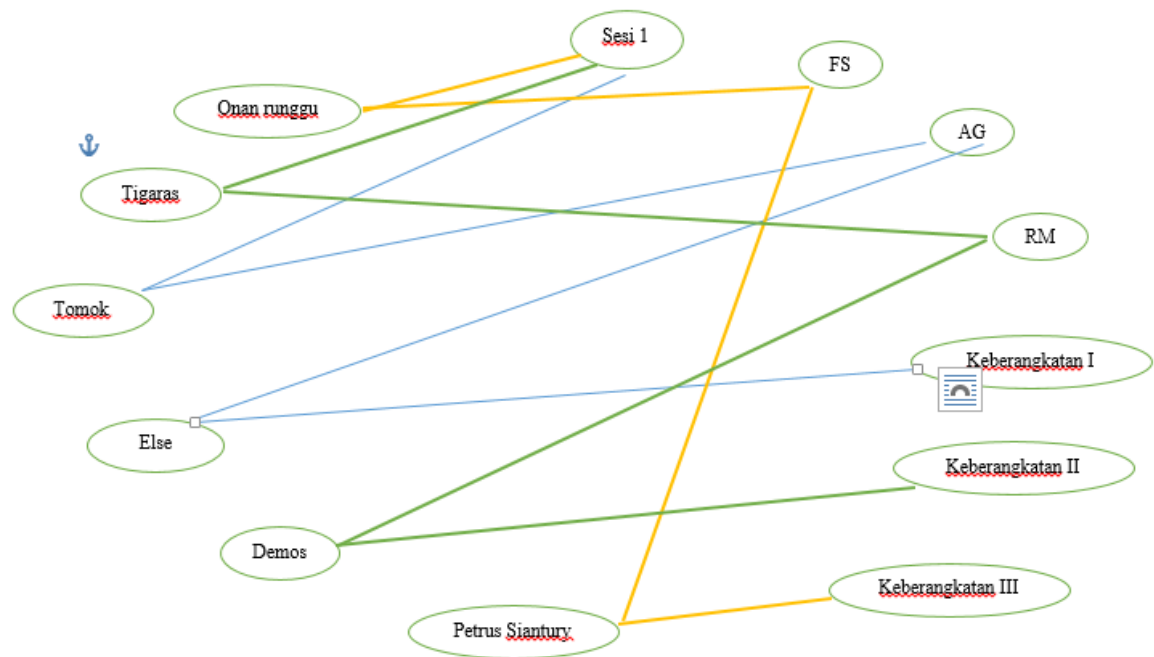 Sesi 1
FS
Onan runggu
AG
Tigaras
RM
Tomok
Keberangkatan I
Else
Keberangkatan II
Demos
Keberangkatan III
Petrus Siantury